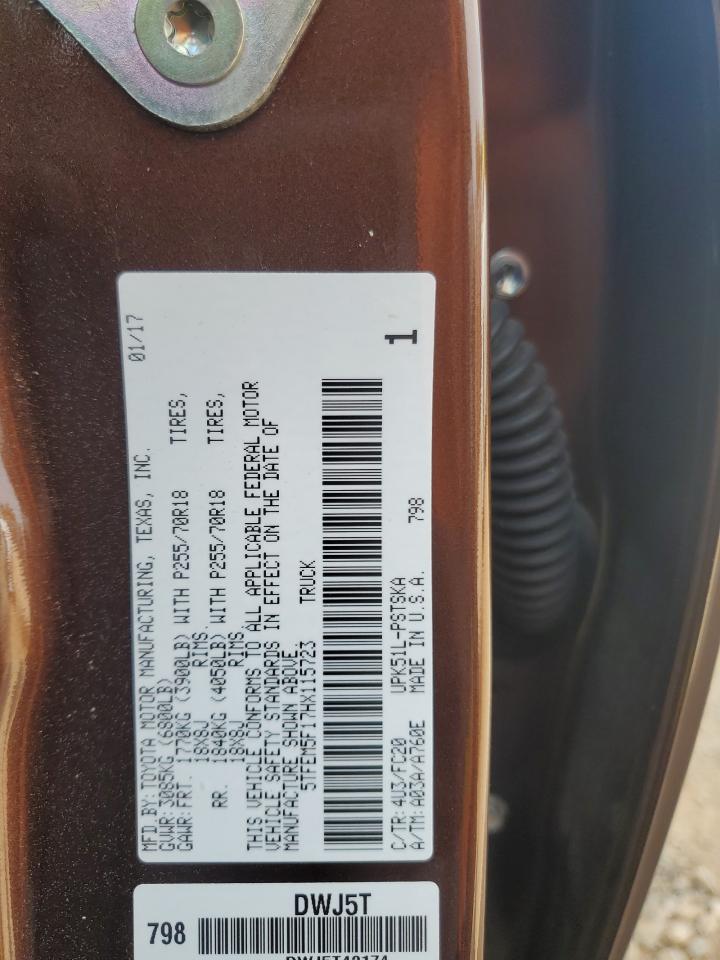 MFD.BY: TOYOTA MOTOR MANUFACTURING, TEXAS, INC. 01/17
GVWR: 3085KG (6800LB)
GAWR: FRT. 1770KG (3900LB) WITH P255/70R18 TIRES,
18X8J RIMS.
RR. 1840KG (4050LB) WITH P255/70R18 TIRES,
18X8J RIMS.
THIS VEHICLE CONFORMS TO ALL APPLICABLE FEDERAL MOTOR
VEHICLE SAFETY STANDARDS IN EFFECT ON THE DATE OF
MANUFACTURE SHOWN ABOVE.
5TFEM5F17HX115723 TRUCK
1
C/TR: 4U3/FC20 UPK51L-PSTSKA
A/TM: A03A/A760E MADE IN U.S.A. 798
DWJ5T
798